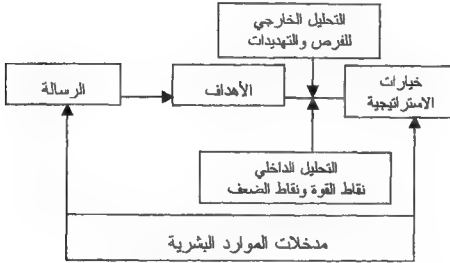 التحليل الخارجي
للفرص والتهديدات
الرسالة
الأهداف
خيارات
الاستراتيجية
التحليل الداخلي
نقاط القوة ونقاط الضعف
مدخلات الموارد البشرية